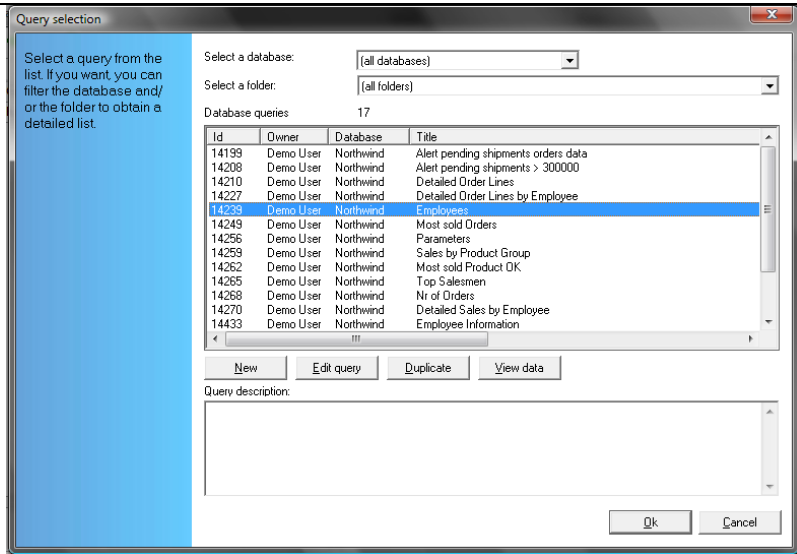 Query selection
Select a query from the
list. If you want, you can
filter the database and/
or the folder to obtain a
detailed list.
Select a database: (all databases)
Select a folder: (all folders)
Database queries 17
Id Owner Database Title
14199 Demo User Northwind Alert pending shipments orders data
14208 Demo User Northwind Alert pending shipments > 300000
14210 Demo User Northwind Detailed Order Lines
14227 Demo User Northwind Detailed Order Lines by Employee
14239 Demo User Northwind Employees
14249 Demo User Northwind Most sold Orders
14256 Demo User Northwind Parameters
14259 Demo User Northwind Sales by Product Group
14262 Demo User Northwind Most sold Product OK
14265 Demo User Northwind Top Salesmen
14268 Demo User Northwind Nr of Orders
14270 Demo User Northwind Detailed Sales by Employee
14433 Demo User Northwind Employee Information
New Edit query Duplicate View data
Query description:
Ok Cancel